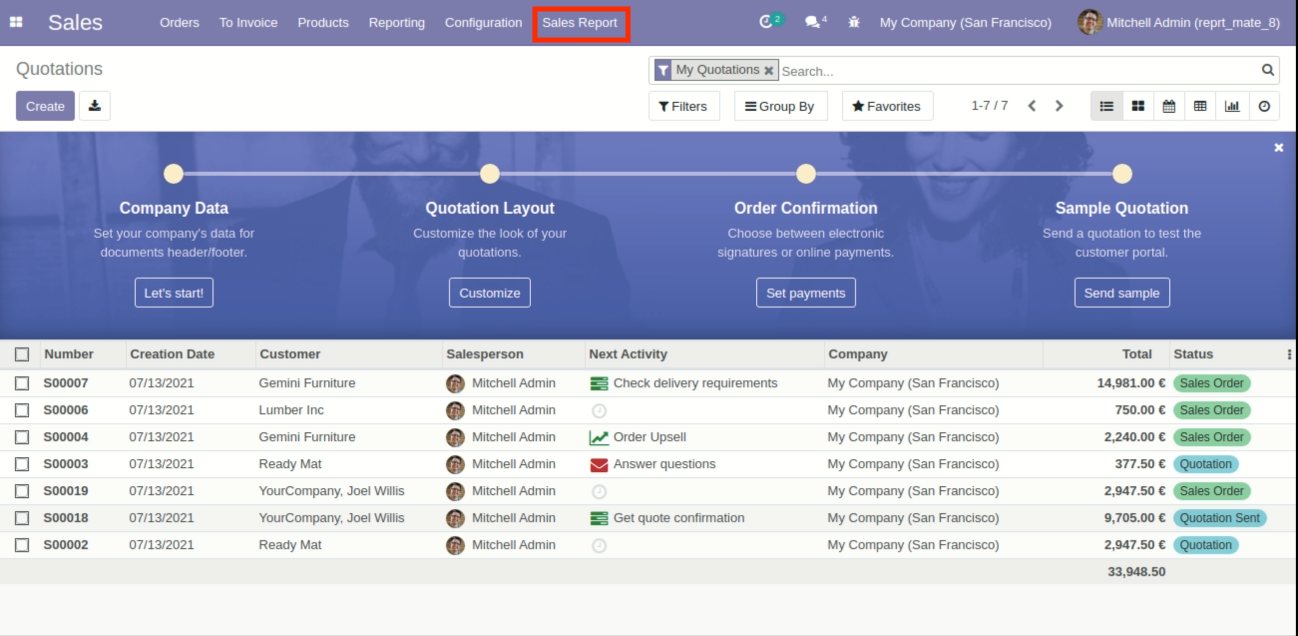 Sales Orders To Invoice Products Reporting Configuration Sales Report 2 4 My Company (San Francisco) Mitchell Admin (reprt_mate_8)
Quotations My Quotations Search...
Create Filters Group By Favorites 1-7 / 7
Company Data Quotation Layout Order Confirmation Sample Quotation
Set your company's data for Customize the look of your Choose between electronic Send a quotation to test the
documents header/footer. quotations. signatures or online payments. customer portal.
Let's start! Customize Set payments Send sample
Number Creation Date Customer Salesperson Next Activity Company Total Status
S00007 07/13/2021 Gemini Furniture Mitchell Admin Check delivery requirements My Company (San Francisco) 14,981.00 € Sales Order
S00006 07/13/2021 Lumber Inc Mitchell Admin My Company (San Francisco) 750.00 € Sales Order
S00004 07/13/2021 Gemini Furniture Mitchell Admin Order Upsell My Company (San Francisco) 2,240.00 € Sales Order
S00003 07/13/2021 Ready Mat Mitchell Admin Answer questions My Company (San Francisco) 377.50 € Quotation
S00019 07/13/2021 YourCompany, Joel Willis Mitchell Admin My Company (San Francisco) 2,947.50 € Sales Order
S00018 07/13/2021 YourCompany, Joel Willis Mitchell Admin Get quote confirmation My Company (San Francisco) 9,705.00 € Quotation Sent
S00002 07/13/2021 Ready Mat Mitchell Admin My Company (San Francisco) 2,947.50 € Quotation
33,948.50